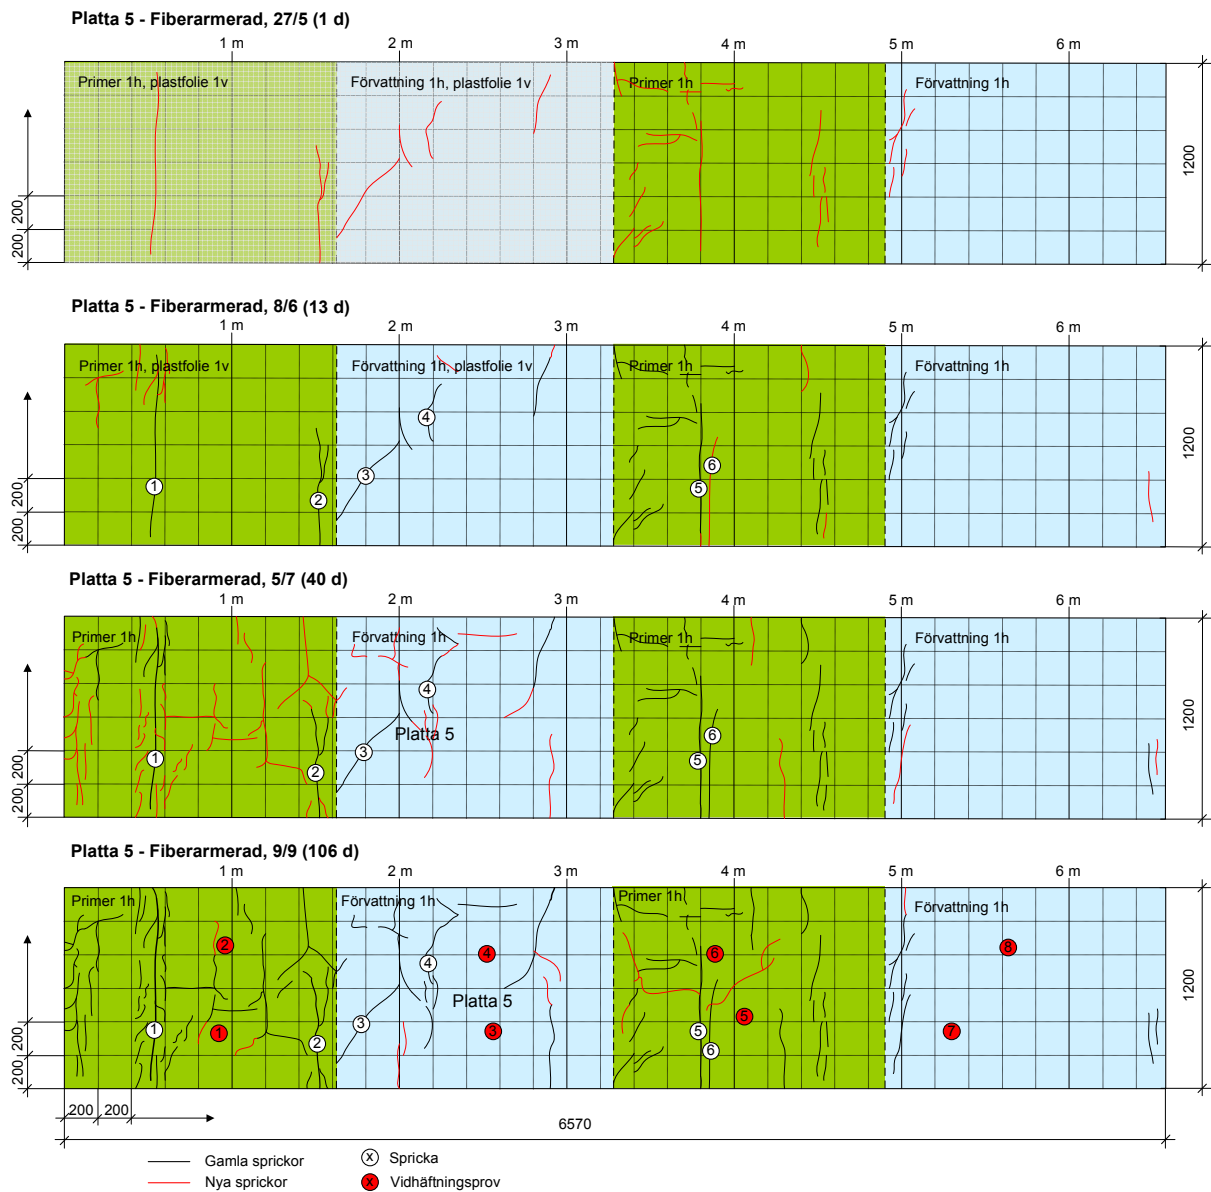 Platta 5 - Fiberarmerad, 27/5 (1 d)
1 m 2 m 3 m 4 m 5 m 6 m
Primer 1h, plastfolie 1v Förvattning 1h, plastfolie 1v Primer 1h Förvattning 1h
1200
200
200
Platta 5 - Fiberarmerad, 8/6 (13 d)
1 m 2 m 3 m 4 m 5 m 6 m
Primer 1h, plastfolie 1v Förvattning 1h, plastfolie 1v Primer 1h Förvattning 1h
4
1200
6
3
1 5
200
2
200
Platta 5 - Fiberarmerad, 5/7 (40 d)
1 m 2 m 3 m 4 m 5 m 6 m
Primer 1h Förvattning 1h Primer 1h Förvattning 1h
4
1200
Platta 5 6
3
1 5
200
2
200
Platta 5 - Fiberarmerad, 9/9 (106 d)
1 m 2 m 3 m 4 m 5 m 6 m
Primer 1h Förvattning 1h Primer 1h Förvattning 1h
2 4 6 8
4
1200
Platta 5
5
3
1 1 3 5 7
200
2
6
200
200 200
6570
Gamla sprickor x Spricka
Nya sprickor x Vidhäftningsprov